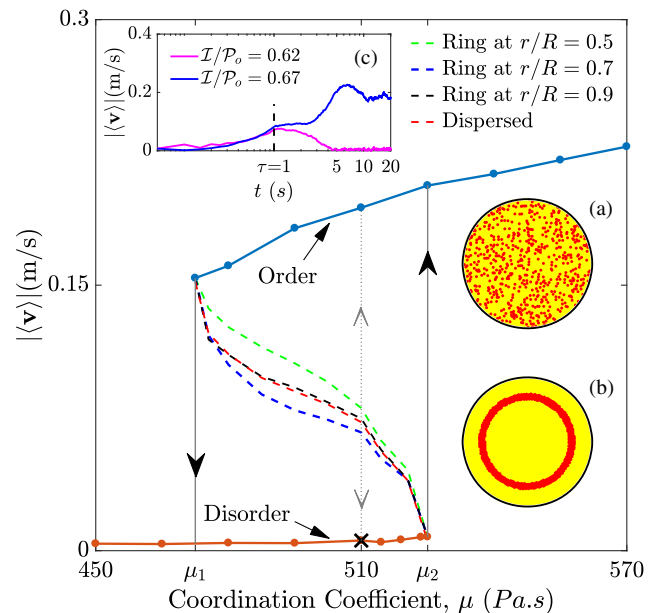 0.3
0.15
0
|⟨v⟩|(m/s)
0.4
0.2
0
|⟨v⟩|(m/s)
I/P_o = 0.62
I/P_o = 0.67
(c)
τ=1
5
10
20
t (s)
Ring at r/R = 0.5
Ring at r/R = 0.7
Ring at r/R = 0.9
Dispersed
(a)
Order
(b)
Disorder
450
μ₁
510
μ₂
570
Coordination Coefficient, μ (Pa.s)